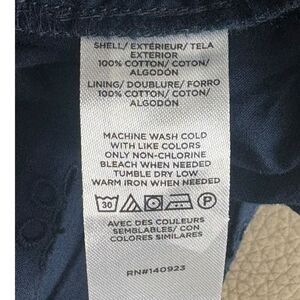 SHELL/ EXTÉRIEUR/ TELA
EXTERIOR
100% COTTON/ COTON/
ALGODÓN
LINING/ DOUBLURE/ FORRO
100% COTTON/ COTON/
ALGODÓN
MACHINE WASH COLD
WITH LIKE COLORS
ONLY NON-CHLORINE
BLEACH WHEN NEEDED
TUMBLE DRY LOW
WARM IRON WHEN NEEDED
30 P
AVEC DES COULEURS
SEMBLABLES/ CON
COLORES SIMILARES
RN#140923